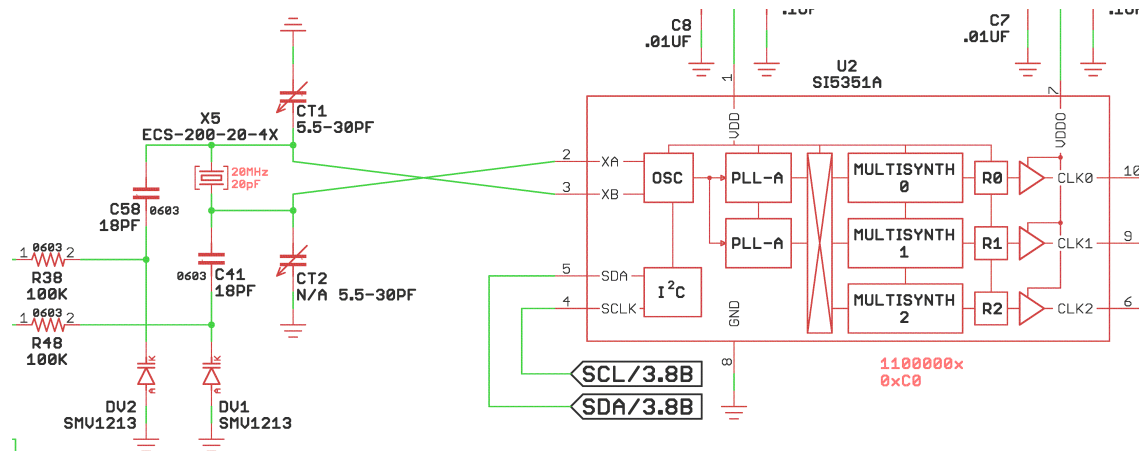 C8
.01UF
.1UF
C7
.01UF
.1UF
U2
SI5351A
1
7
VDD
VDDO
X5
ECS-200-20-4X
CT1
5.5-30PF
20MHz
20pF
2
XA
3
XB
OSC
PLL-A
MULTISYNTH
0
R0
CLK0
10
C58
0603
18PF
PLL-A
MULTISYNTH
1
R1
CLK1
9
1
0603
2
R38
100K
0603
C41
18PF
CT2
N/A 5.5-30PF
5
SDA
4
SCLK
I²C
GND
MULTISYNTH
2
R2
CLK2
6
1
0603
2
R48
100K
8
K
A
K
A
DV2
SMV1213
DV1
SMV1213
SCL/3.8B
SDA/3.8B
1100000x
0xC0